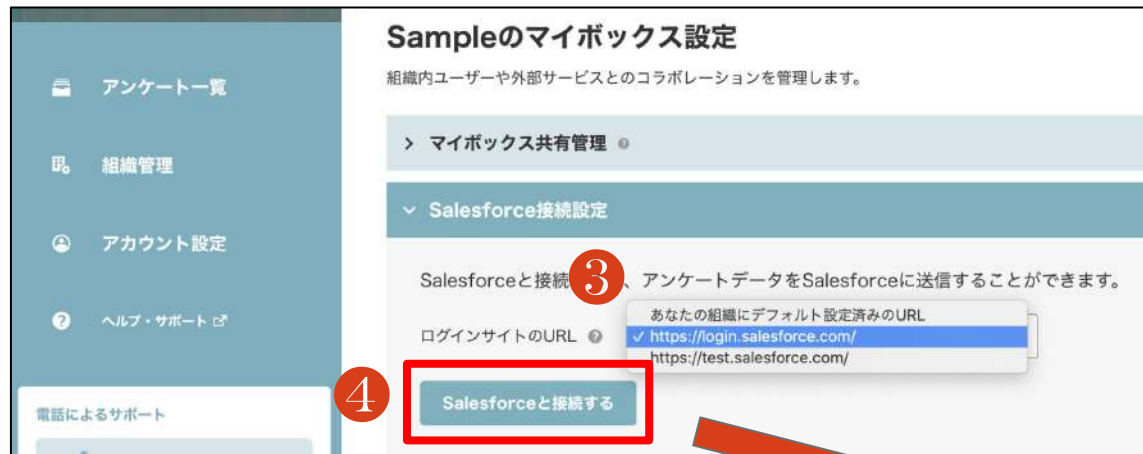 Sampleのマイボックス設定
組織内ユーザーや外部サービスとのコラボレーションを管理します。
アンケート一覧
組織管理
アカウント設定
ヘルプ・サポート
電話によるサポート
マイボックス共有管理
Salesforce接続設定
Salesforceと接続
3
、アンケートデータをSalesforceに送信することができます。
ログインサイトのURL
あなたの組織にデフォルト設定済みのURL
✓ https://login.salesforce.com/
https://test.salesforce.com/
4
Salesforceと接続する